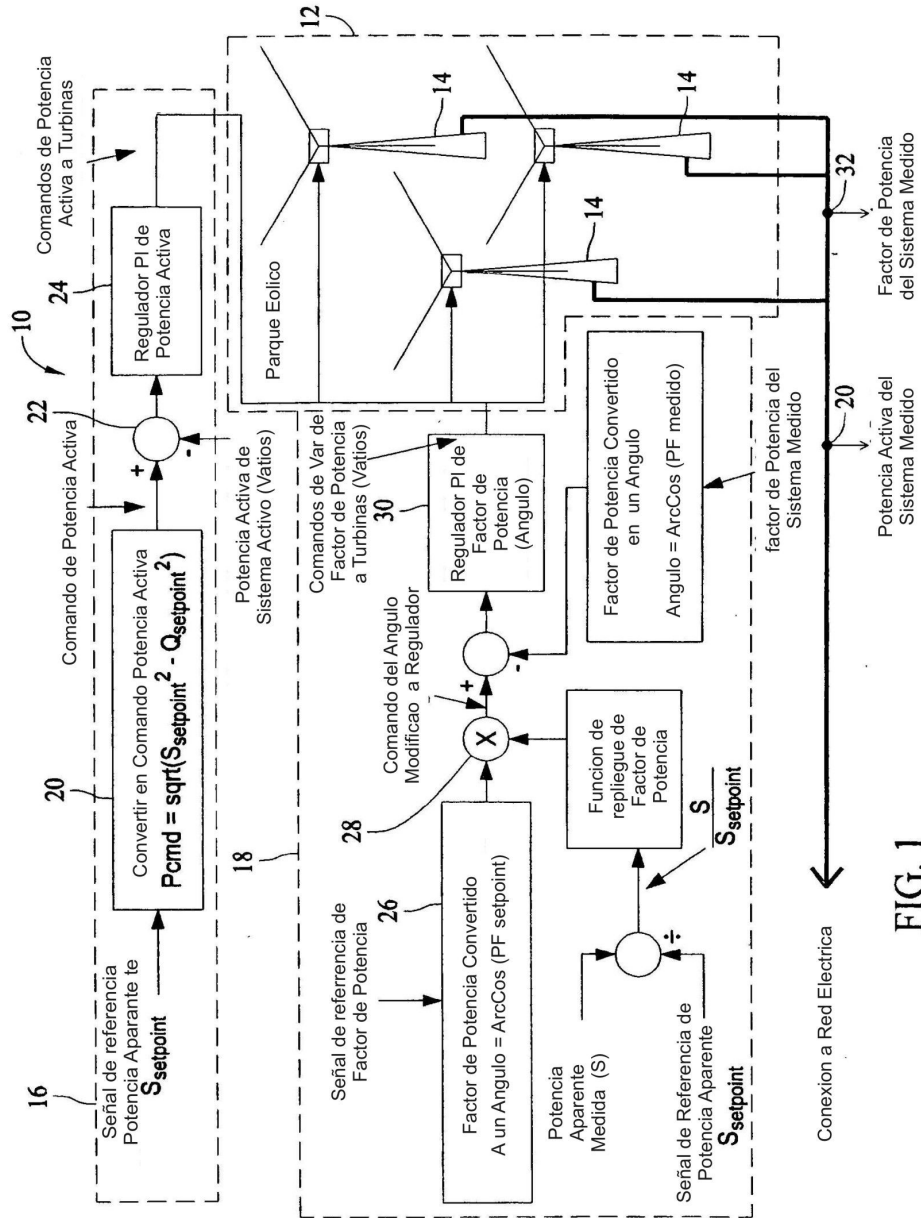 10
16
Señal de referencia
Potencia Aparante te
Ssetpoint
20
Convertir en Comando Potencia Activa
Pcmd = sqrt(Ssetpoint² - Qsetpoint²)
Comando de Potencia Activa
22
+
-
Potencia Activa de
Sistema Activo (Vatios)
24
Regulador PI de
Potencia Activa
Comandos de Potencia
Activa a Turbinas
12
Parque Eolico
14
14
14
18
Señal de referrencia de
Factor de Potencia
26
Factor de Potencia Convertido
A un Angulo = ArcCos (PF setpoint)
28
X
Comando del Angulo
Modificao a Regulador
+
-
30
Regulador PI de
Factor de
Potencia
(Angulo)
Comandos de Var de
Factor de Potencia
a Turbinas (Vatios)
Potencia
Aparente
Medida (S)
Señal de Referencia de
Potencia Aparente
Ssetpoint
÷
S
Ssetpoint
Funcion de
repliegue de
Factor de
Potencia
Factor de Potencia Convertido
en un Angulo
Angulo = ArcCos (PF medido)
factor de Potencia del
Sistema Medido
Conexion a Red Electrica
20
Potencia Activa del
Sistema Medido
32
Factor de Potencia
del Sistema Medido
FIG. 1